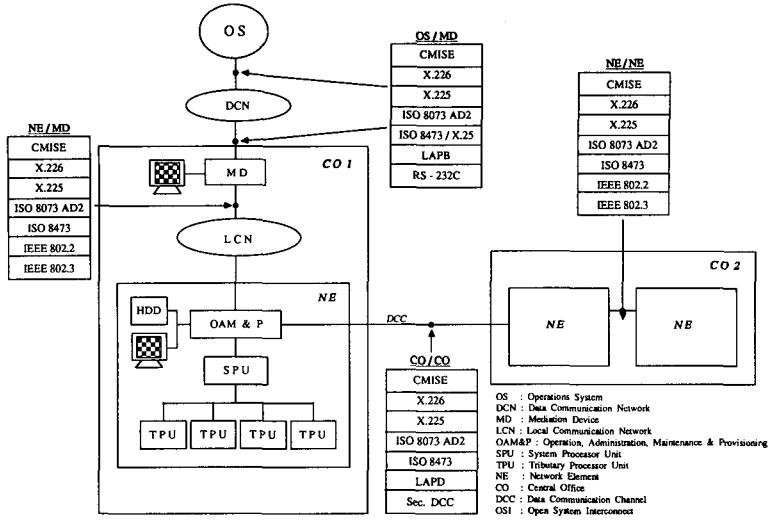 OS
DCN
OS/MD
CMISE
X.226
X.225
ISO 8073 AD2
ISO 8473 / X.25
LAPB
RS - 232C
NE/NE
CMISE
X.226
X.225
ISO 8073 AD2
ISO 8473
IEEE 802.2
IEEE 802.3
NE/MD
CMISE
X.226
X.225
ISO 8073 AD2
ISO 8473
IEEE 802.2
IEEE 802.3
CO 1
MD
LCN
NE
HDD
OAM & P
SPU
TPU TPU TPU TPU
DCC
CO/CO
CMISE
X.226
X.225
ISO 8073 AD2
ISO 8473
LAPD
Sec. DCC
CO 2
NE
NE
OS : Operations System
DCN : Data Communication Network
MD : Mediation Device
LCN : Local Communication Network
OAM&P : Operation, Administration, Maintenance & Provisioning
SPU : System Processor Unit
TPU : Tributary Processor Unit
NE : Network Element
CO : Central Office
DCC : Data Communication Channel
OSI : Open System Interconnect